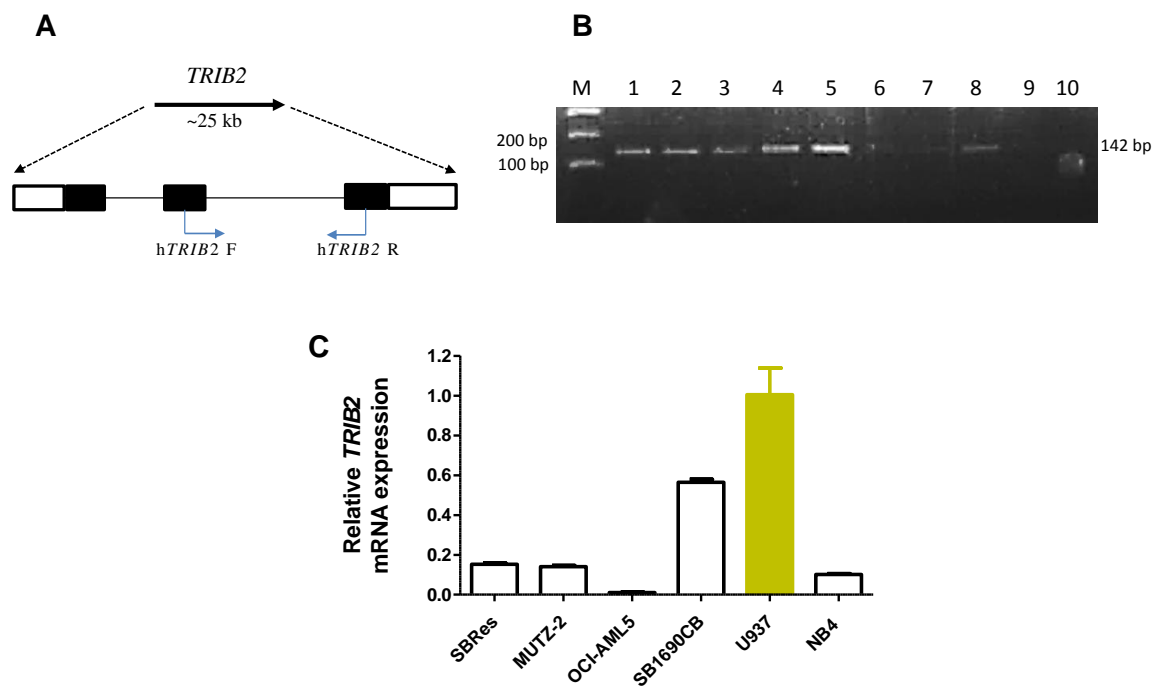 A
TRIB2
~25 kb
hTRIB2 F
hTRIB2 R
B
M 1 2 3 4 5 6 7 8 9 10
200 bp
100 bp
142 bp
C
Relative TRIB2
mRNA expression
1.2
1.0
0.8
0.6
0.4
0.2
0.0
SBRes
MUTZ-2
OCI-AML5
SB1690CB
U937
NB4